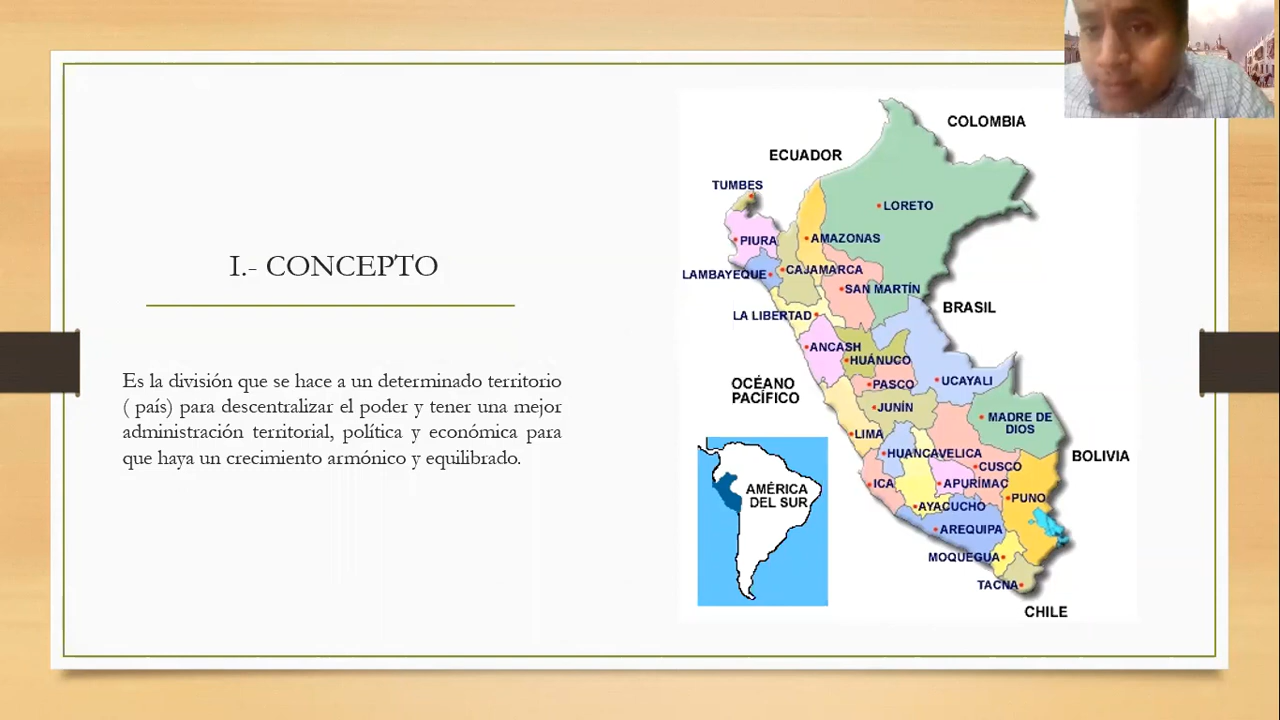 I.- CONCEPTO
Es la división que se hace a un determinado territorio
( país) para descentralizar el poder y tener una mejor
administración territorial, política y económica para
que haya un crecimiento armónico y equilibrado.
COLOMBIA
ECUADOR
TUMBES
LORETO
PIURA
AMAZONAS
LAMBAYEQUE
CAJAMARCA
SAN MARTÍN
BRASIL
LA LIBERTAD
ANCASH
HUÁNUCO
OCÉANO
PACÍFICO
PASCO
UCAYALI
JUNÍN
MADRE DE
DIOS
LIMA
HUANCAVELICA
BOLIVIA
CUSCO
ICA
APURÍMAC
AMÉRICA
DEL SUR
PUNO
AYACUCHO
AREQUIPA
MOQUEGUA
TACNA
CHILE